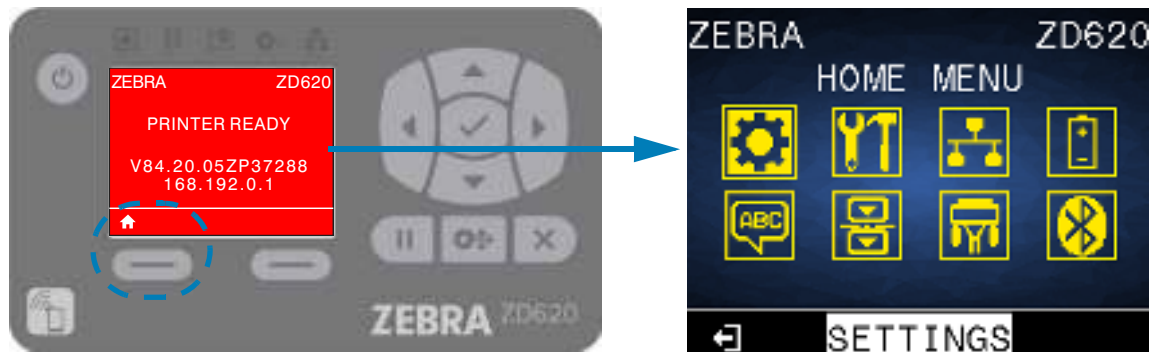 ZEBRA ZD620
PRINTER READY
V84.20.05ZP37288
168.192.0.1
ZEBRA ZD620
ZEBRA ZD620
HOME MENU
ABC
SETTINGS